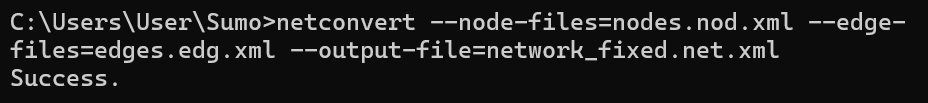 C:\Users\User\Sumo>netconvert --node-files=nodes.nod.xml --edge-
files=edges.edg.xml --output-file=network_fixed.net.xml
Success.